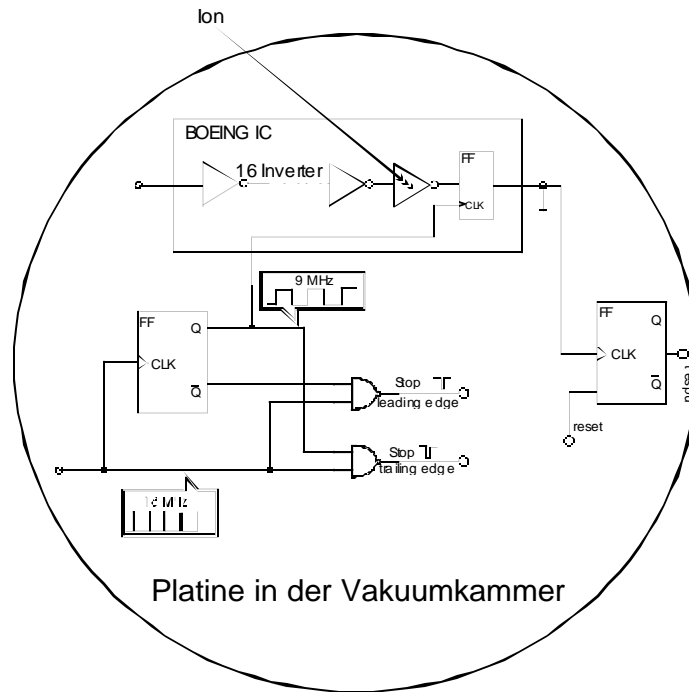 Ion
BOEING IC
16 Inverter
FF
CLK
9 MHz
FF
Q
CLK
Q
FF
Q
CLK
Q
reset
Stop
leading edge
Stop
trailing edge
MHz
Platine in der Vakuumkammer